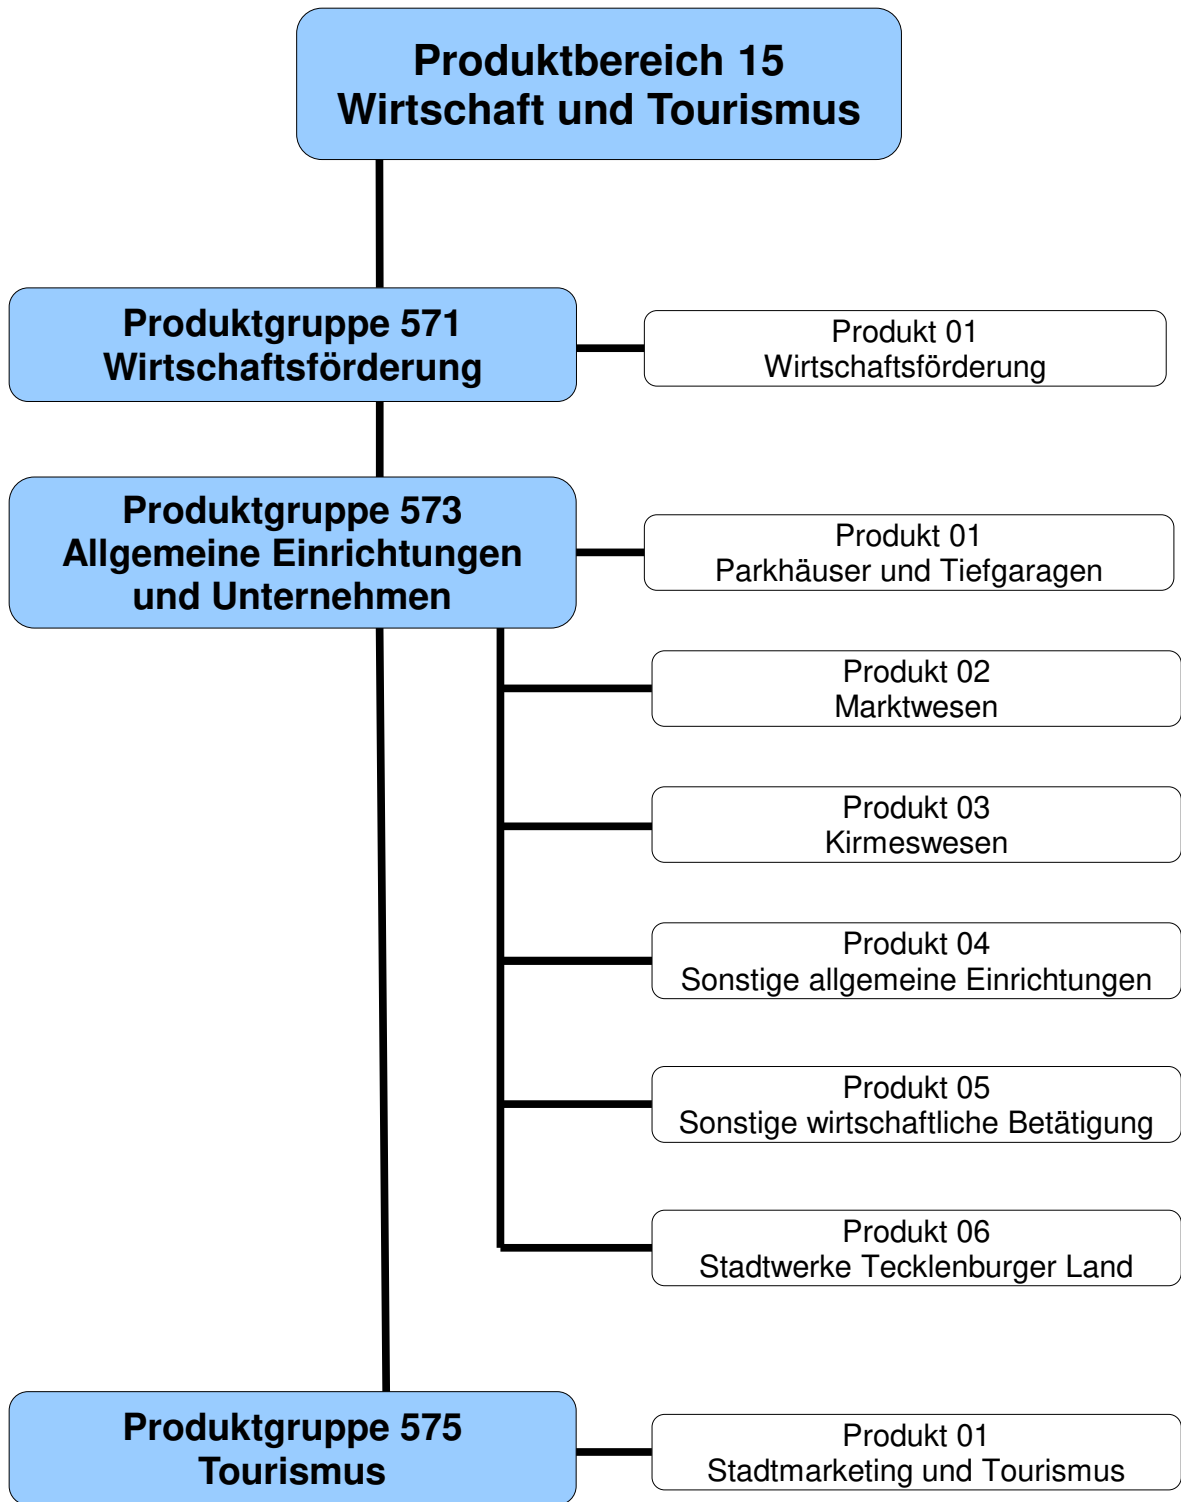 Produktbereich 15
Wirtschaft und Tourismus
Produktgruppe 571
Wirtschaftsförderung
Produkt 01
Wirtschaftsförderung
Produktgruppe 573
Allgemeine Einrichtungen
und Unternehmen
Produkt 01
Parkhäuser und Tiefgaragen
Produkt 02
Marktwesen
Produkt 03
Kirmeswesen
Produkt 04
Sonstige allgemeine Einrichtungen
Produkt 05
Sonstige wirtschaftliche Betätigung
Produkt 06
Stadtwerke Tecklenburger Land
Produktgruppe 575
Tourismus
Produkt 01
Stadtmarketing und Tourismus